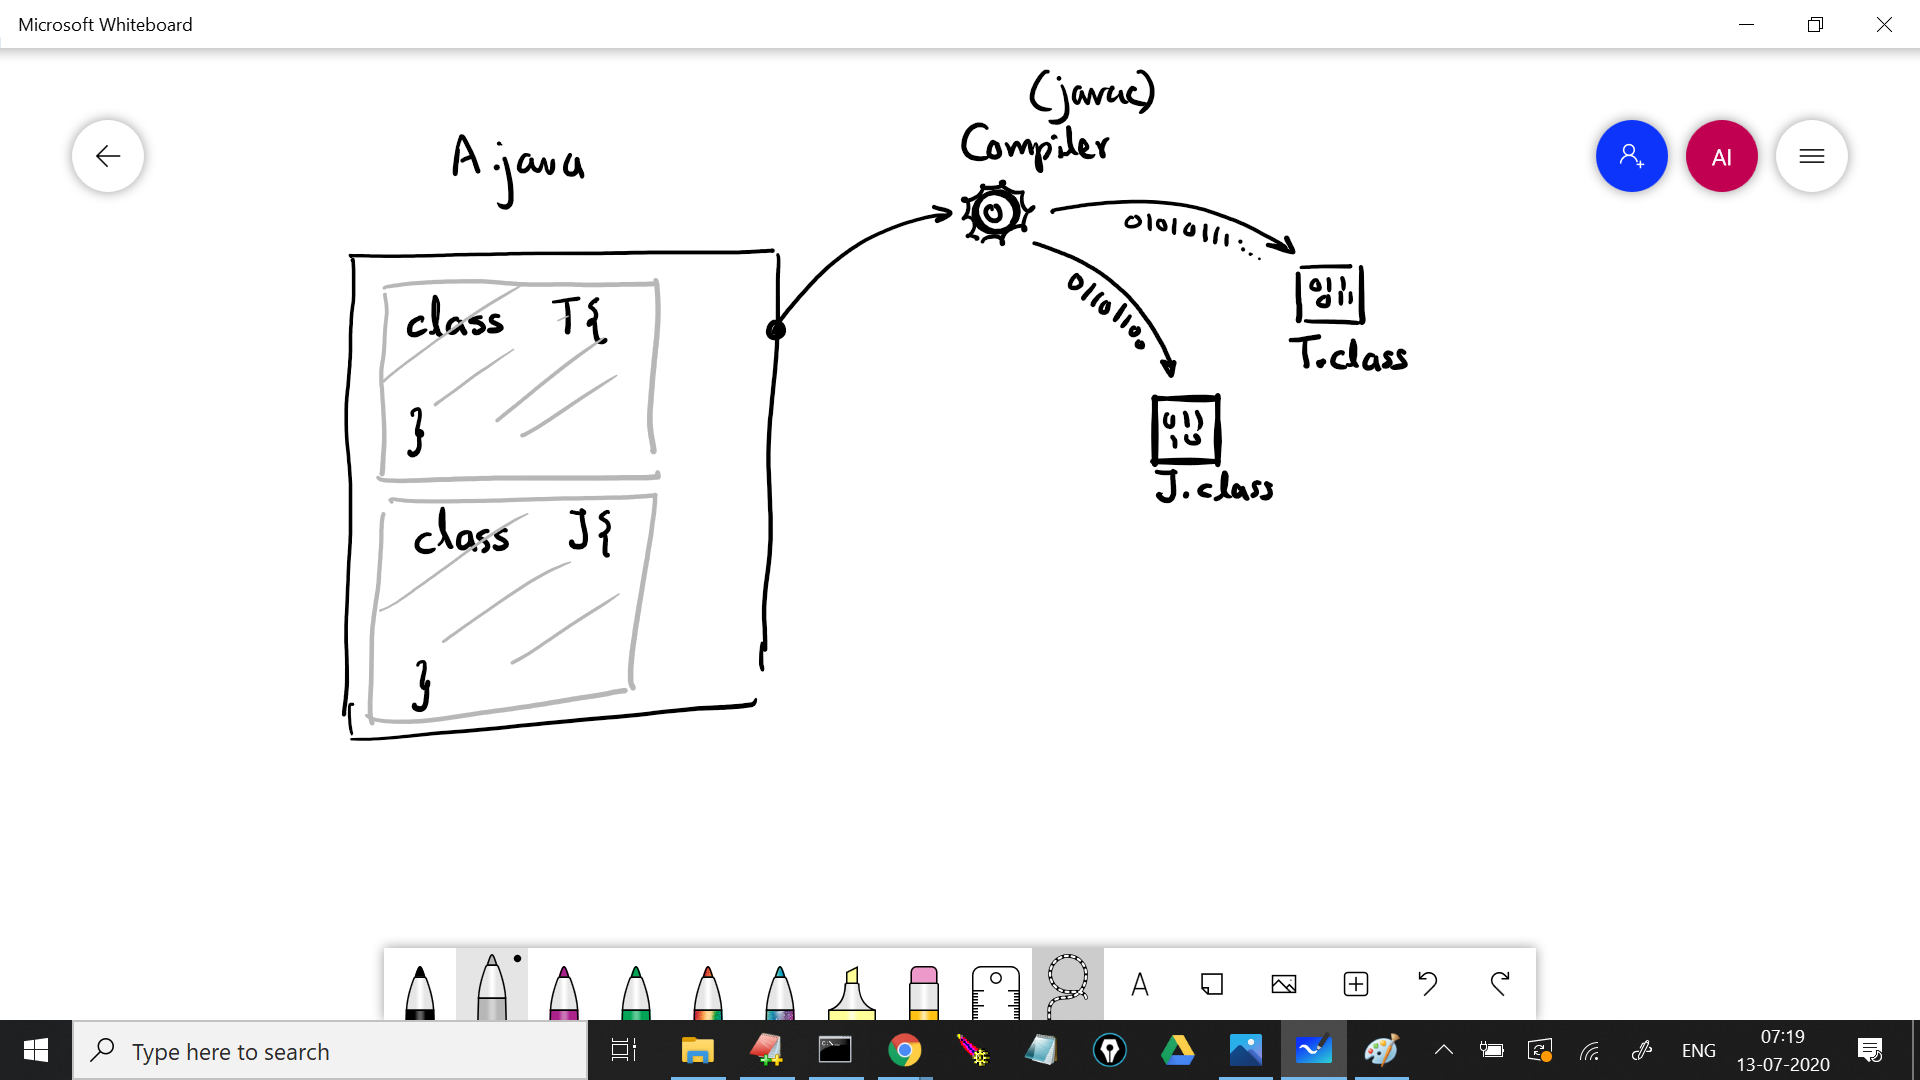 Microsoft Whiteboard
(javac)
Compiler
A.java
AI
01010111...
class T{
}
0110110.
011
011
T.class
011
10
J.class
class J{
}
A
Type here to search
ENG
07:19
13-07-2020